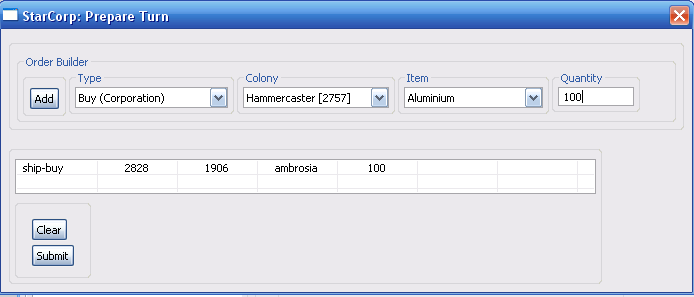 StarCorp: Prepare Turn
Order Builder
Type Colony Item Quantity
Add Buy (Corporation) Hammercaster [2757] Aluminium 100
ship-buy 2828 1906 ambrosia 100
Clear
Submit